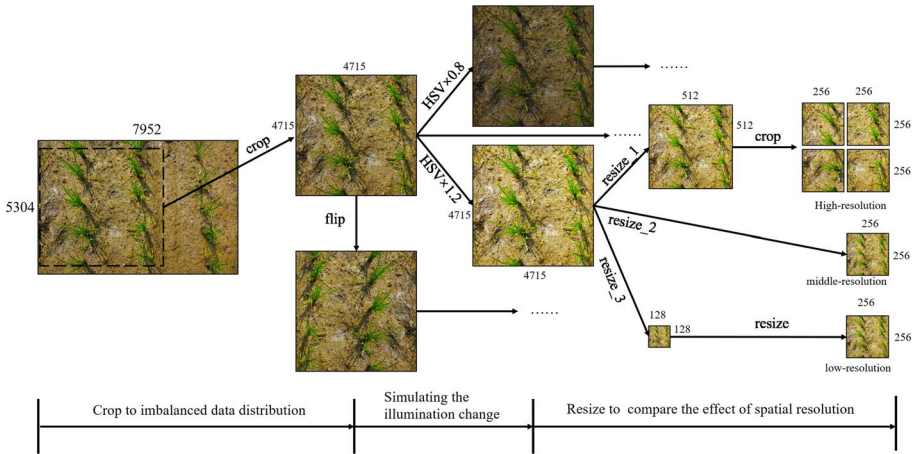 7952
5304
crop
4715
4715
flip
HSV×0.8
HSV×1.2
......
......
......
4715
4715
resize_1
resize_2
resize_3
512
512
crop
256
256
256
256
High-resolution
256
256
middle-resolution
128
128
resize
256
256
low-resolution
Crop to imbalanced data distribution
Simulating the
illumination change
Resize to compare the effect of spatial resolution